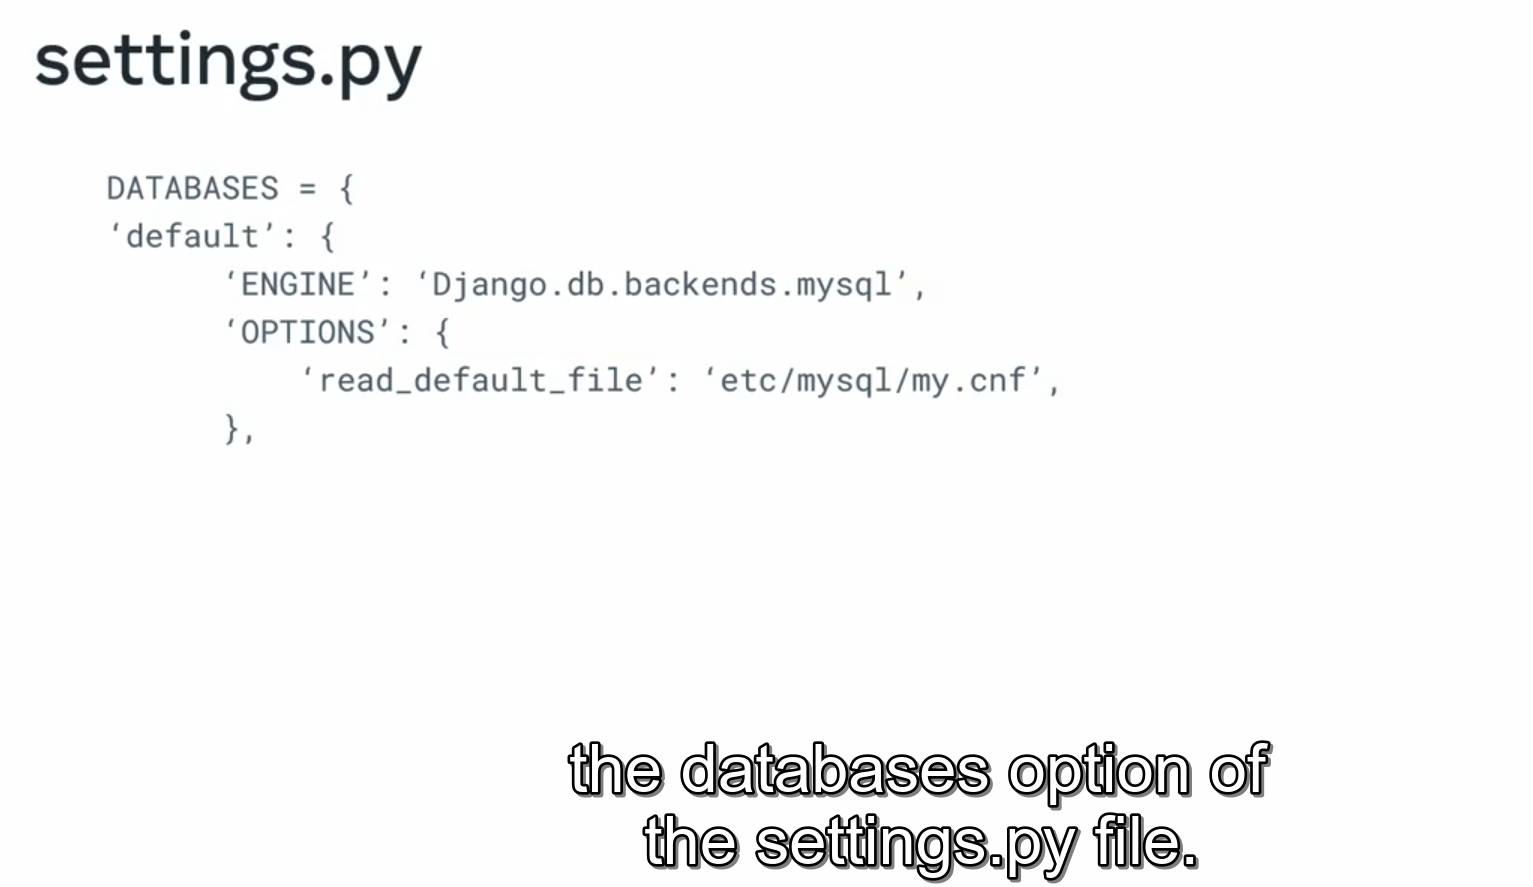 settings.py
DATABASES = {
‘default’: {
‘ENGINE’: ‘Django.db.backends.mysql’,
‘OPTIONS’: {
‘read_default_file’: ‘etc/mysql/my.cnf’,
},
the databases option of
the settings.py file.